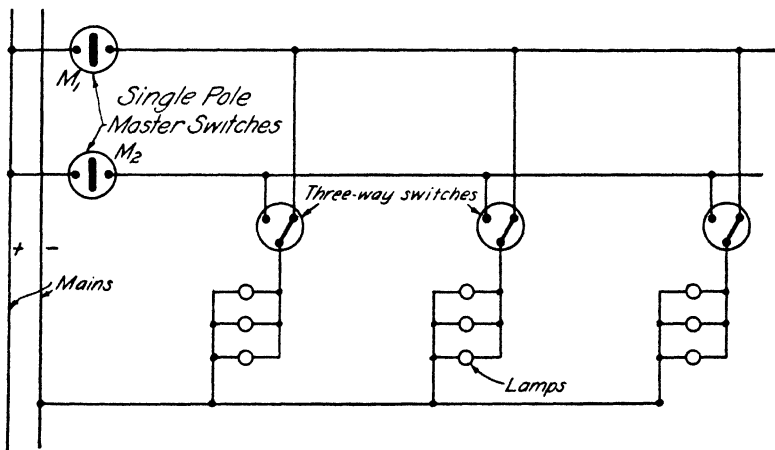 M₁
Single Pole
Master Switches
M₂
Three-way switches
+ −
Mains
Lamps